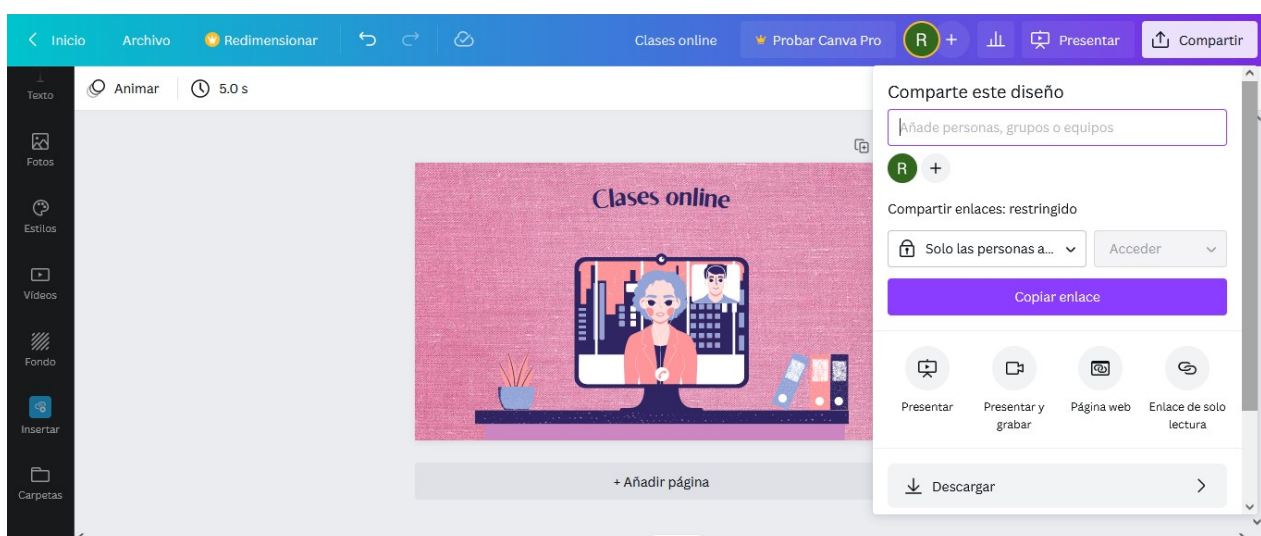 Inicio Archivo Redimensionar Clases online Probar Canva Pro R + Presentar Compartir
Texto
Fotos
Estilos
Vídeos
Fondo
Insertar
Carpetas
Animar 5.0 s
Clases online
+ Añadir página
Comparte este diseño
Añade personas, grupos o equipos
R +
Compartir enlaces: restringido
Solo las personas a... Acceder
Copiar enlace
Presentar
Presentar y
grabar
Página web
Enlace de solo
lectura
Descargar